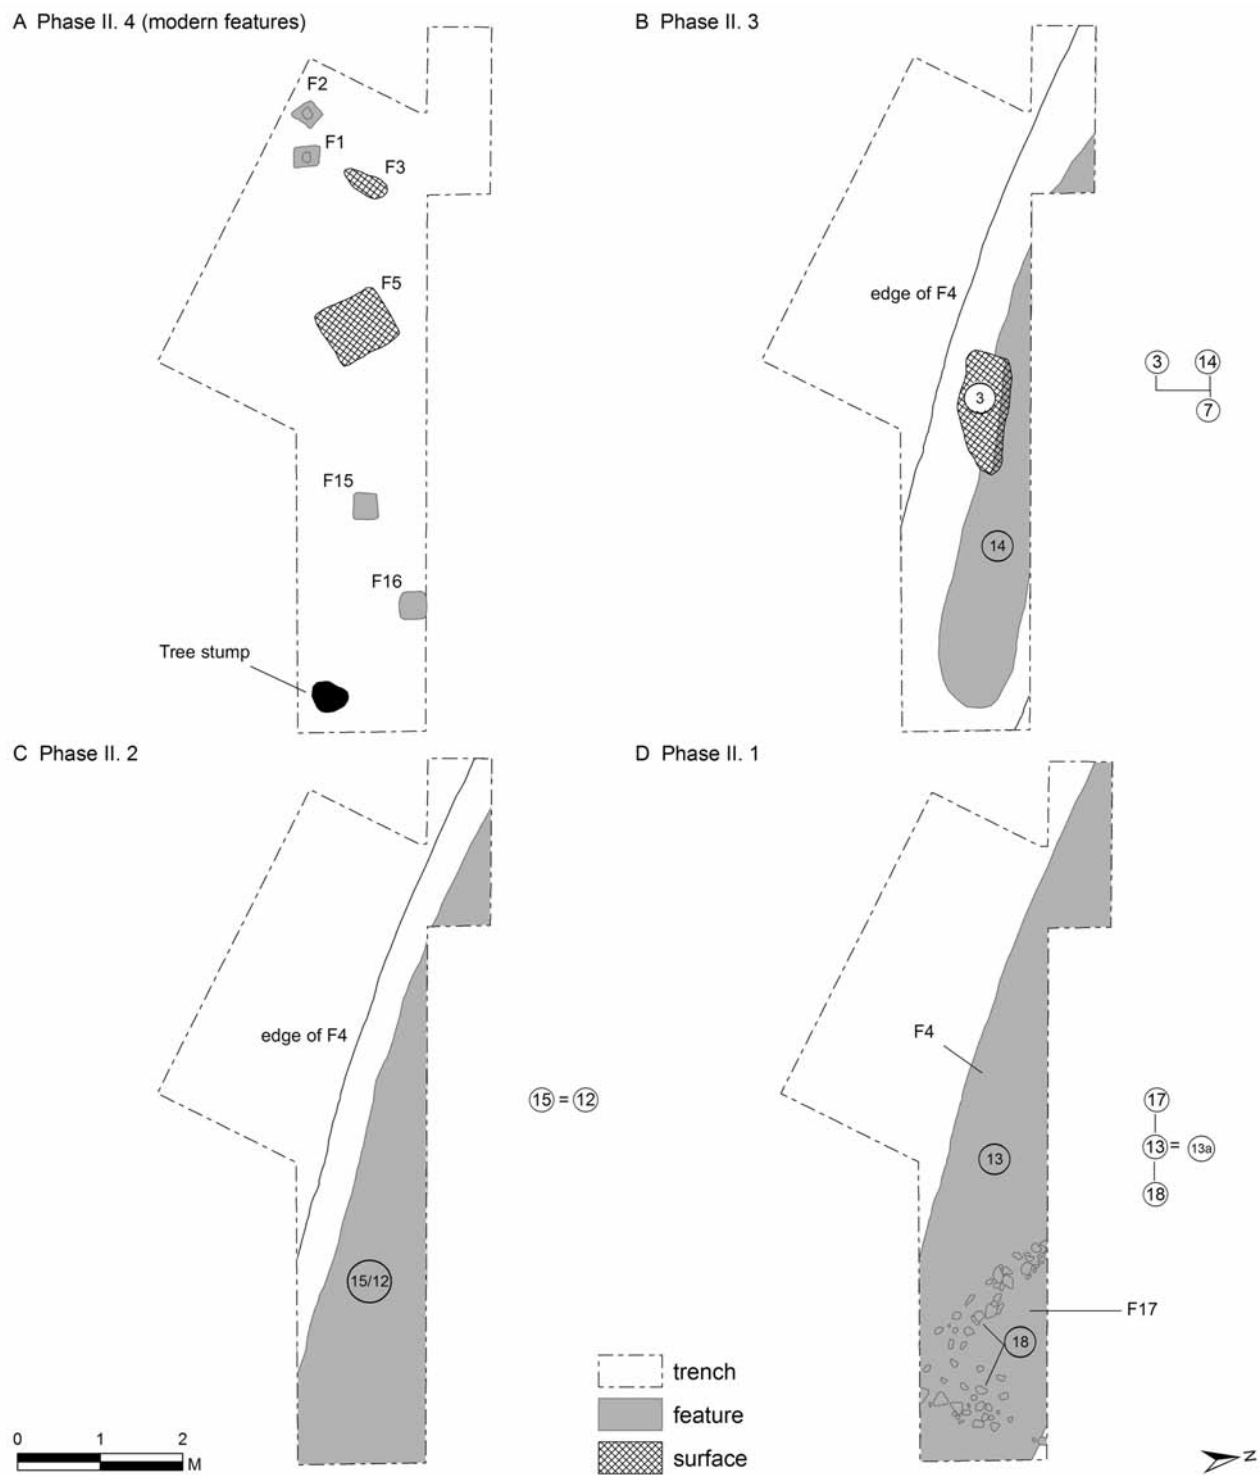 A Phase II. 4 (modern features)
F2
F1
F3
F5
F15
F16
Tree stump
B Phase II. 3
edge of F4
3
14
3 14
7
C Phase II. 2
edge of F4
15/12
15 = 12
D Phase II. 1
F4
13
18
F17
17
13 = 13a
18
trench
feature
surface
0 1 2
M
N